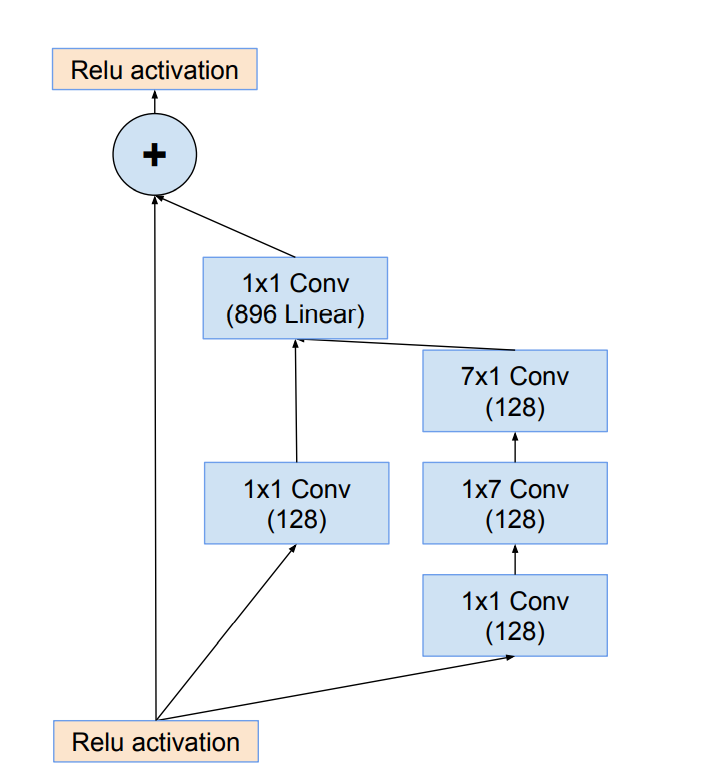 Relu activation
+
1x1 Conv
(896 Linear)
7x1 Conv
(128)
1x1 Conv
(128)
1x7 Conv
(128)
1x1 Conv
(128)
Relu activation